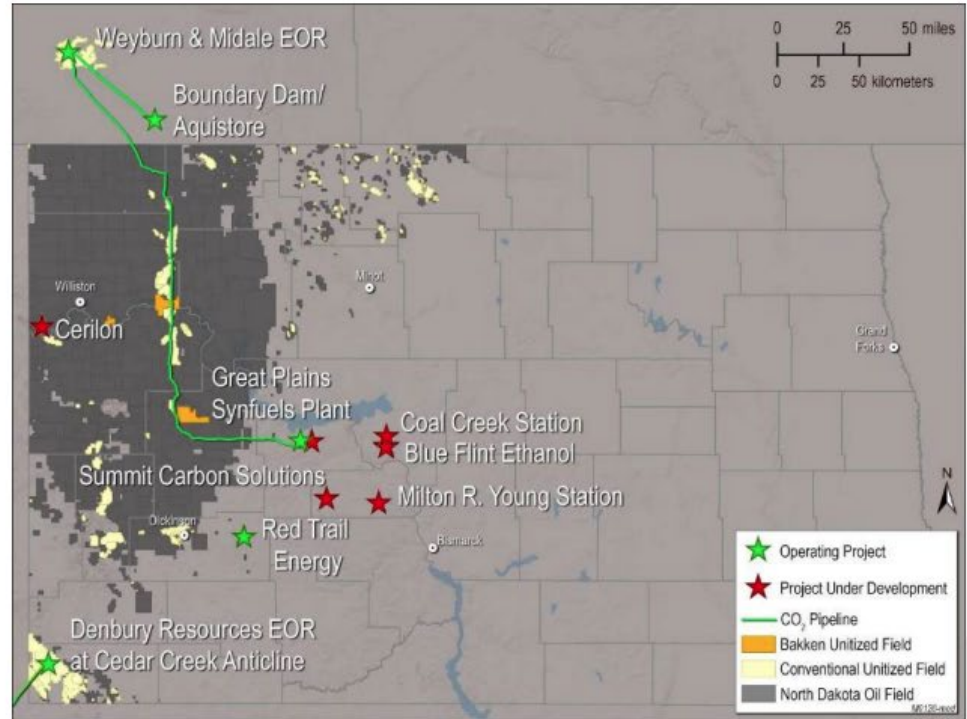 Weyburn & Midale EOR
0 25 50 miles
0 25 50 kilometers
Boundary Dam/
Aquistore
Williston
Minot
Cerilon
Grand
Forks
Great Plains
Synfuels Plant
Coal Creek Station
Blue Flint Ethanol
Summit Carbon Solutions
Milton R. Young Station
N
Dickinson
Red Trail
Energy
Bismarck
Operating Project
Project Under Development
CO₂ Pipeline
Bakken Unitized Field
Conventional Unitized Field
North Dakota Oil Field
Denbury Resources EOR
at Cedar Creek Anticline